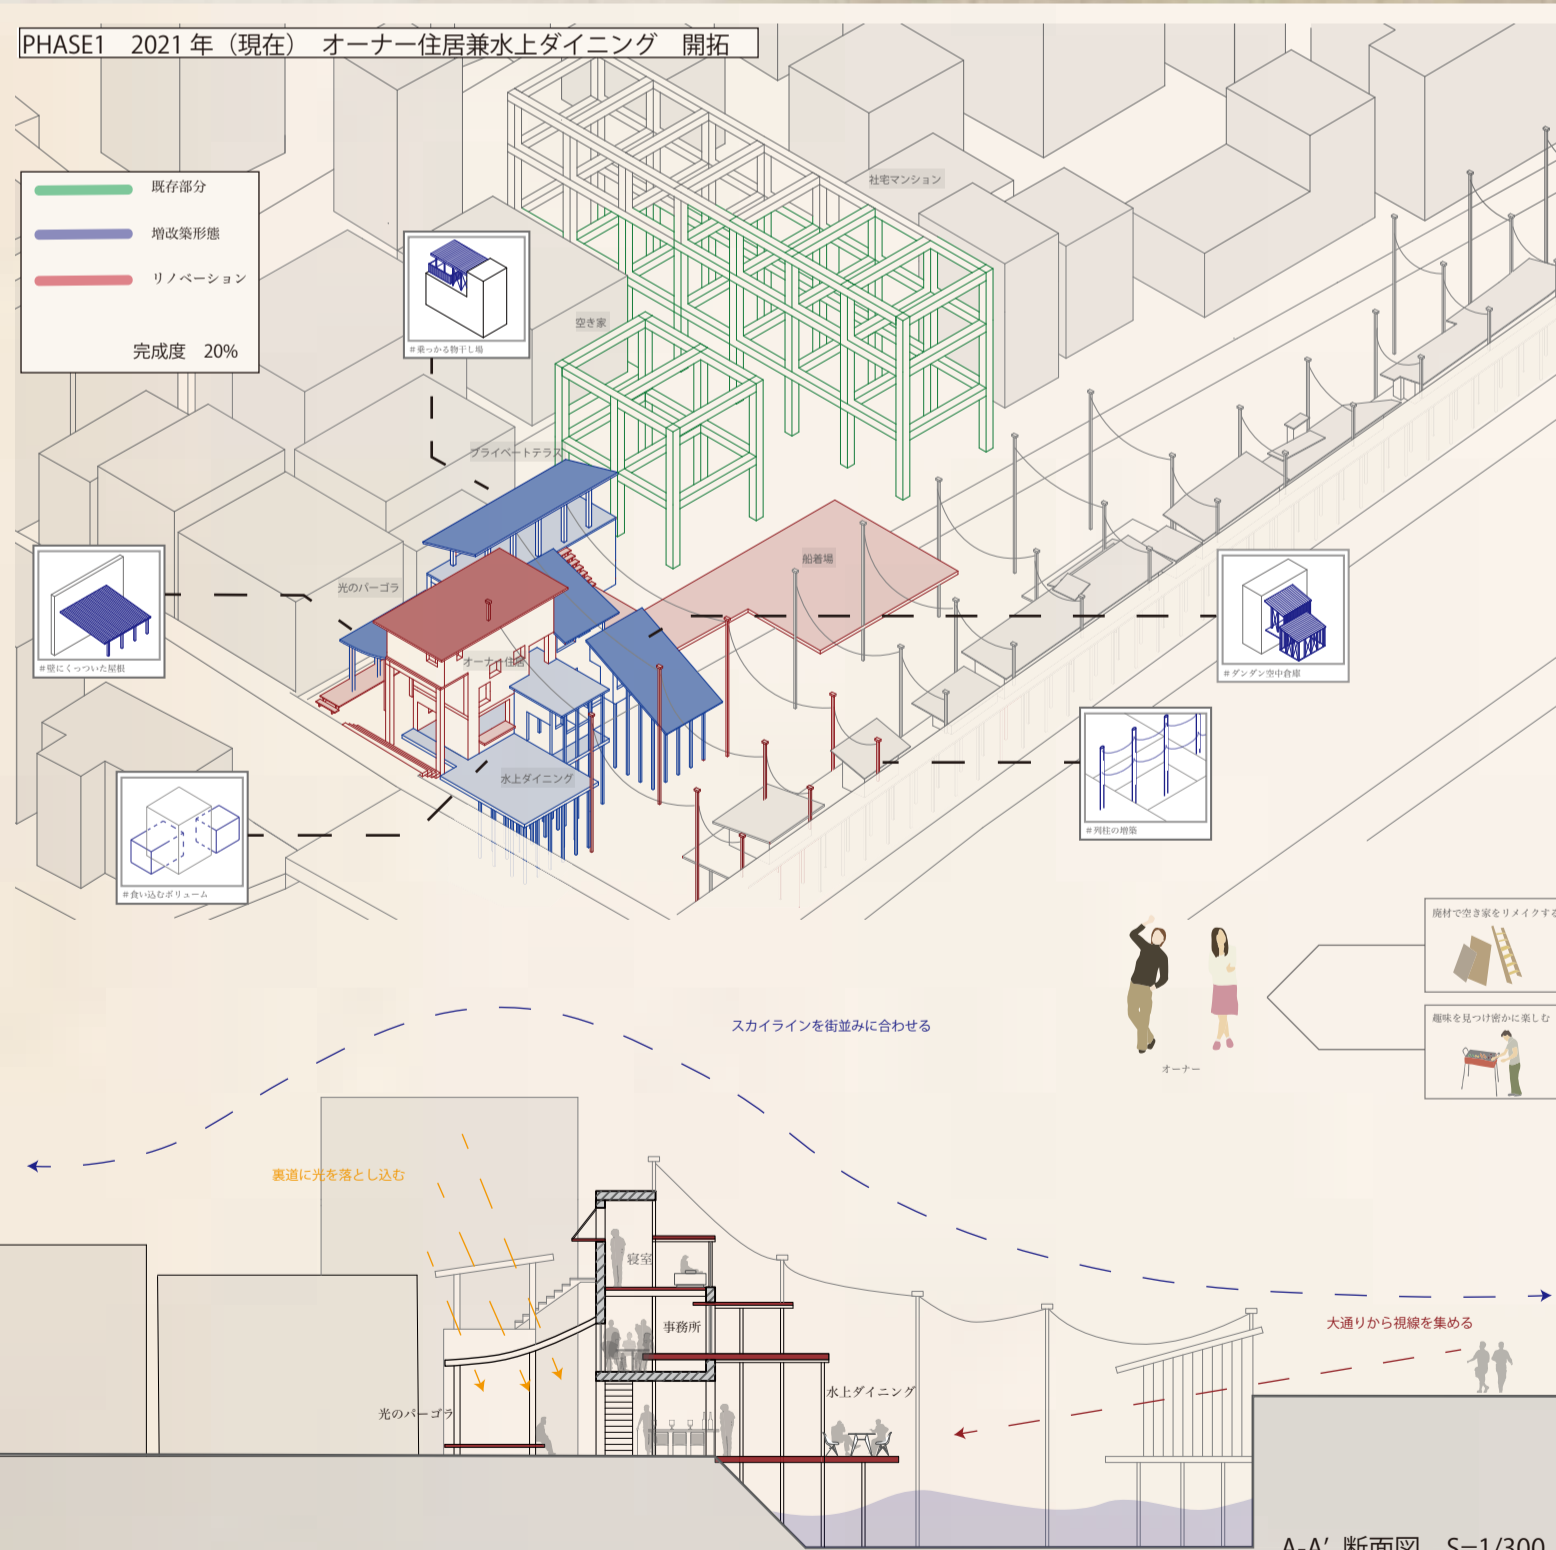 PHASE1　2021 年（現在）　オーナー住居兼水上ダイニング　開拓
既存部分
増改築形態
リノベーション
完成度　20%
社宅マンション
空き家
#乗っかる物干し場
プライベートテラス
船着場
光のパーゴラ
#壁にくっついた屋根
オーナー住居
#ダンダン空中倉庫
水上ダイニング
#列柱の増築
#食い込むボリューム
廃材で空き家をリメイクする
趣味を見つけ密かに楽しむ
オーナー
スカイラインを街並みに合わせる
裏道に光を落とし込む
寝室
事務所
大通りから視線を集める
水上ダイニング
光のパーゴラ
A-A’ 断面図　S=1/300